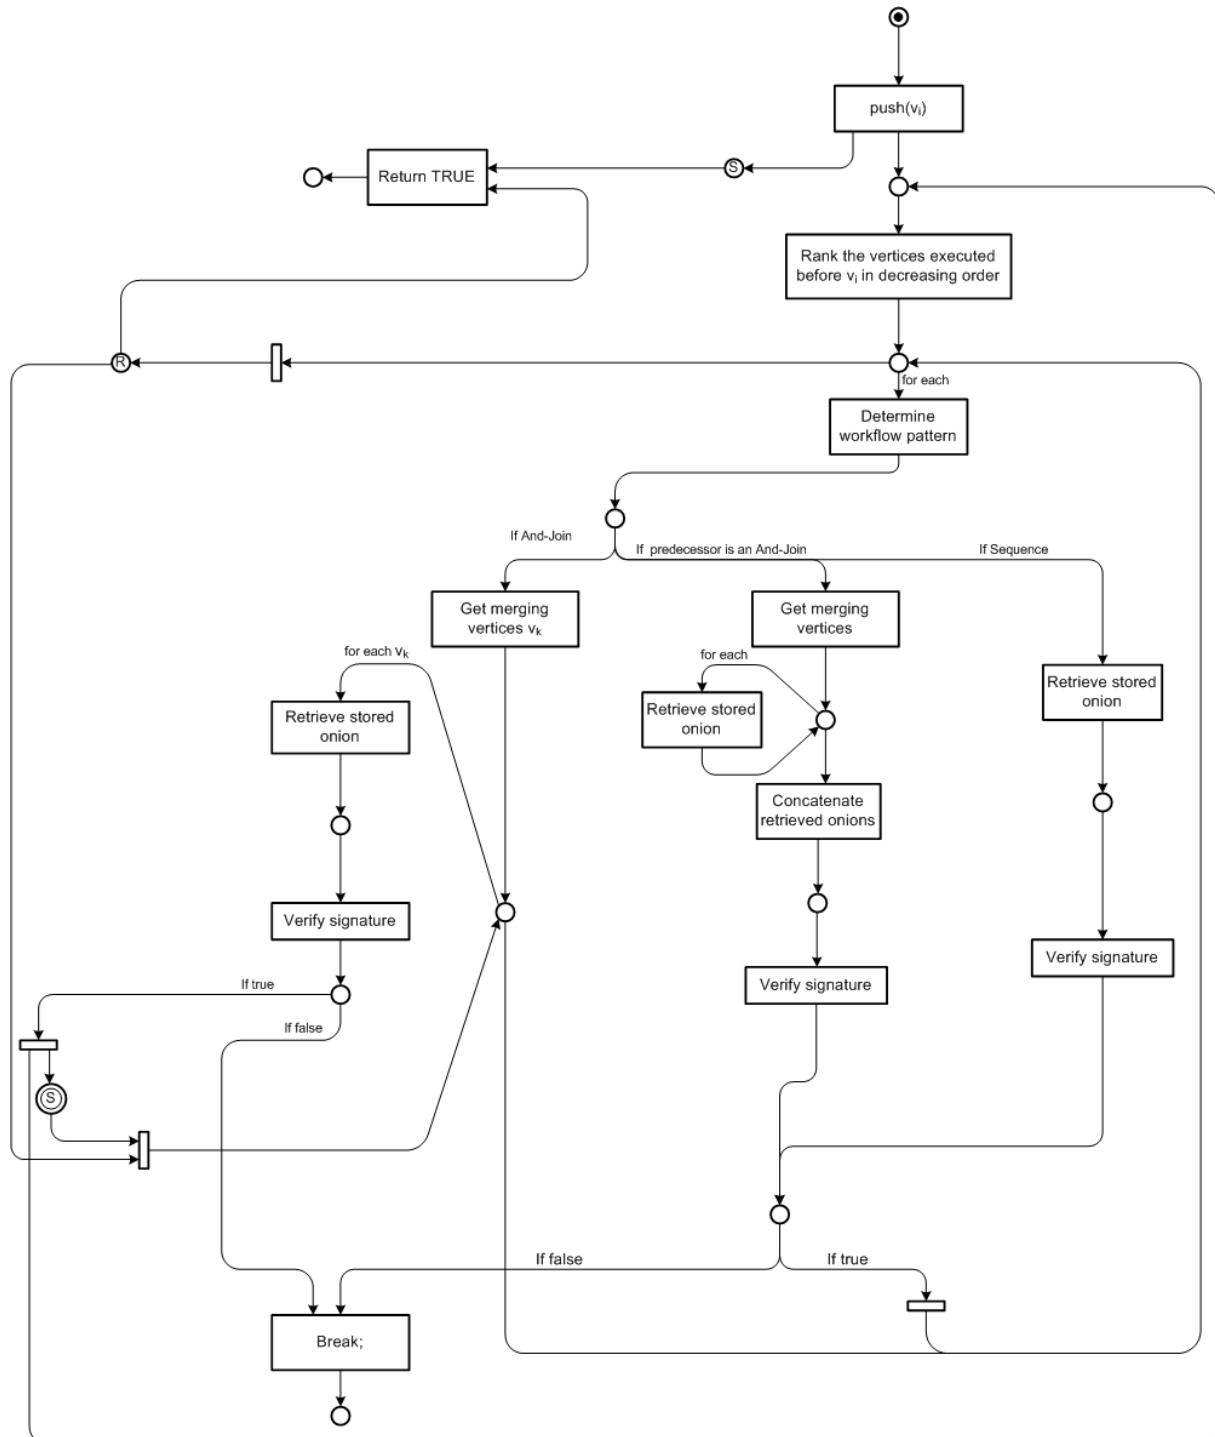 push(vᵢ)
S
Return TRUE
Rank the vertices executed
before vᵢ in decreasing order
R
for each
Determine
workflow pattern
If And-Join
If predecessor is an And-Join
If Sequence
Get merging
vertices vₖ
Get merging
vertices
for each vₖ
for each
Retrieve stored
onion
Retrieve stored
onion
Retrieve stored
onion
Concatenate
retrieved onions
Verify signature
Verify signature
Verify signature
If true
If false
S
If false
If true
Break;